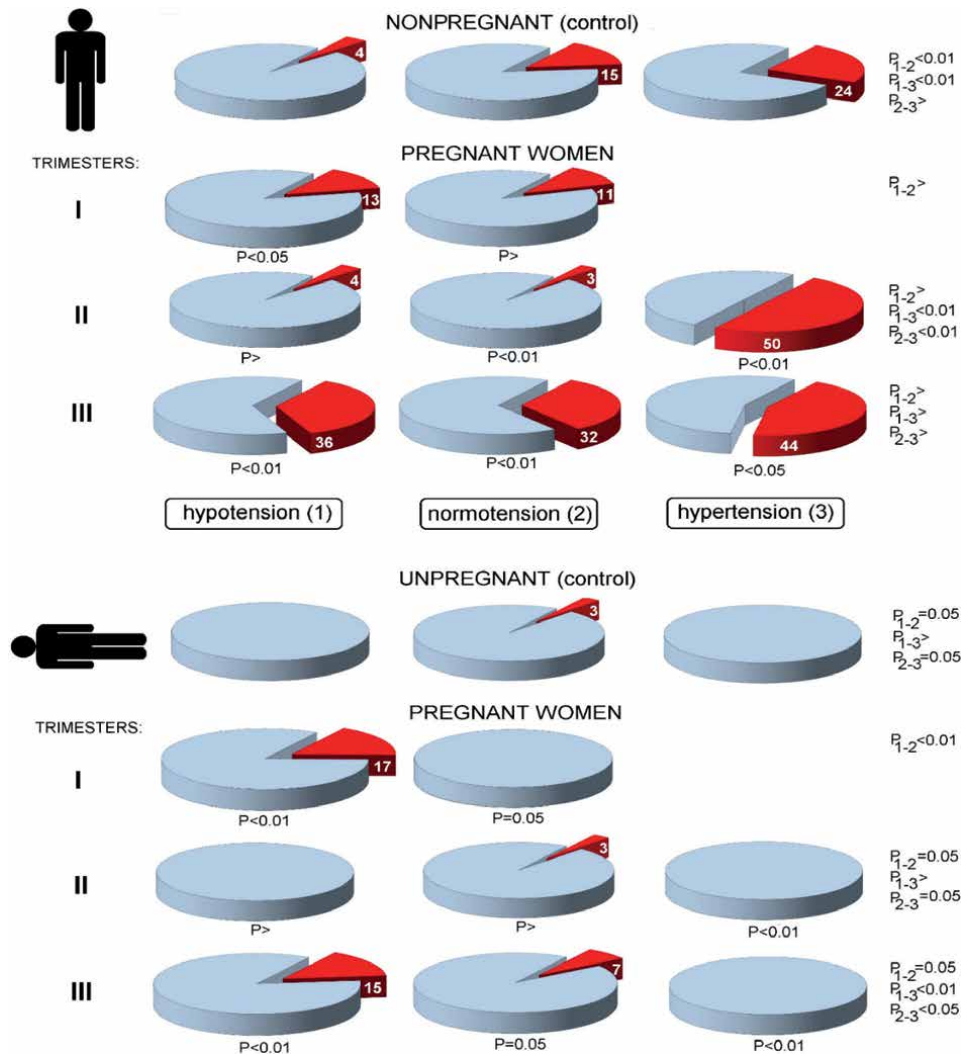 NONPREGNANT (control)
4
15
24
P1-2<0.01
P1-3<0.01
P2-3>
TRIMESTERS:
PREGNANT WOMEN
I
13
11
P1-2>
P<0.05
P>
II
4
3
50
P1-2>
P1-3<0.01
P2-3<0.01
P>
P<0.01
P<0.01
III
36
32
44
P1-2>
P1-3>
P2-3>
P<0.01
P<0.01
P<0.05
hypotension (1)
normotension (2)
hypertension (3)
UNPREGNANT (control)
3
P1-2=0.05
P1-3>
P2-3=0.05
TRIMESTERS:
PREGNANT WOMEN
I
17
P1-2<0.01
P<0.01
P=0.05
II
3
P1-2=0.05
P1-3>
P2-3=0.05
P>
P>
P<0.01
III
15
7
P1-2=0.05
P1-3<0.01
P2-3<0.05
P<0.01
P=0.05
P<0.01